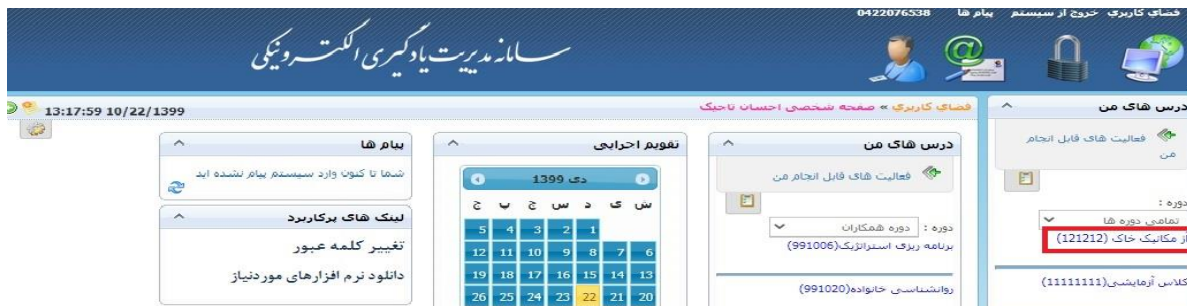 فضای کاربری خروج از سیستم پیام ها 0422076538
سامانه مدیریت یادگیری الکترونیکی
درس های من
فعالیت های قابل انجام من
دوره :
تمامی دوره ها
از مکانیک خاک (121212)
کلاس آزمایشی(11111111)
فضای کاربری » صفحه شخصی احسان تاجیک
13:17:59 10/22/1399
درس های من
فعالیت های قابل انجام من
دوره : دوره همکاران
برنامه ریزی استراتژیک(991006)
روانشناسی خانواده(991020)
تقویم اجرایی
دی 1399
ش ی د س چ پ ج
1 2 3 4 5
6 7 8 9 10 11 12
13 14 15 16 17 18 19
20 21 22 23 24 25 26
پیام ها
شما تا کنون وارد سیستم پیام نشده اید
لینک های پرکاربرد
تغییر کلمه عبور
دانلود نرم افزارهای مورد نیاز